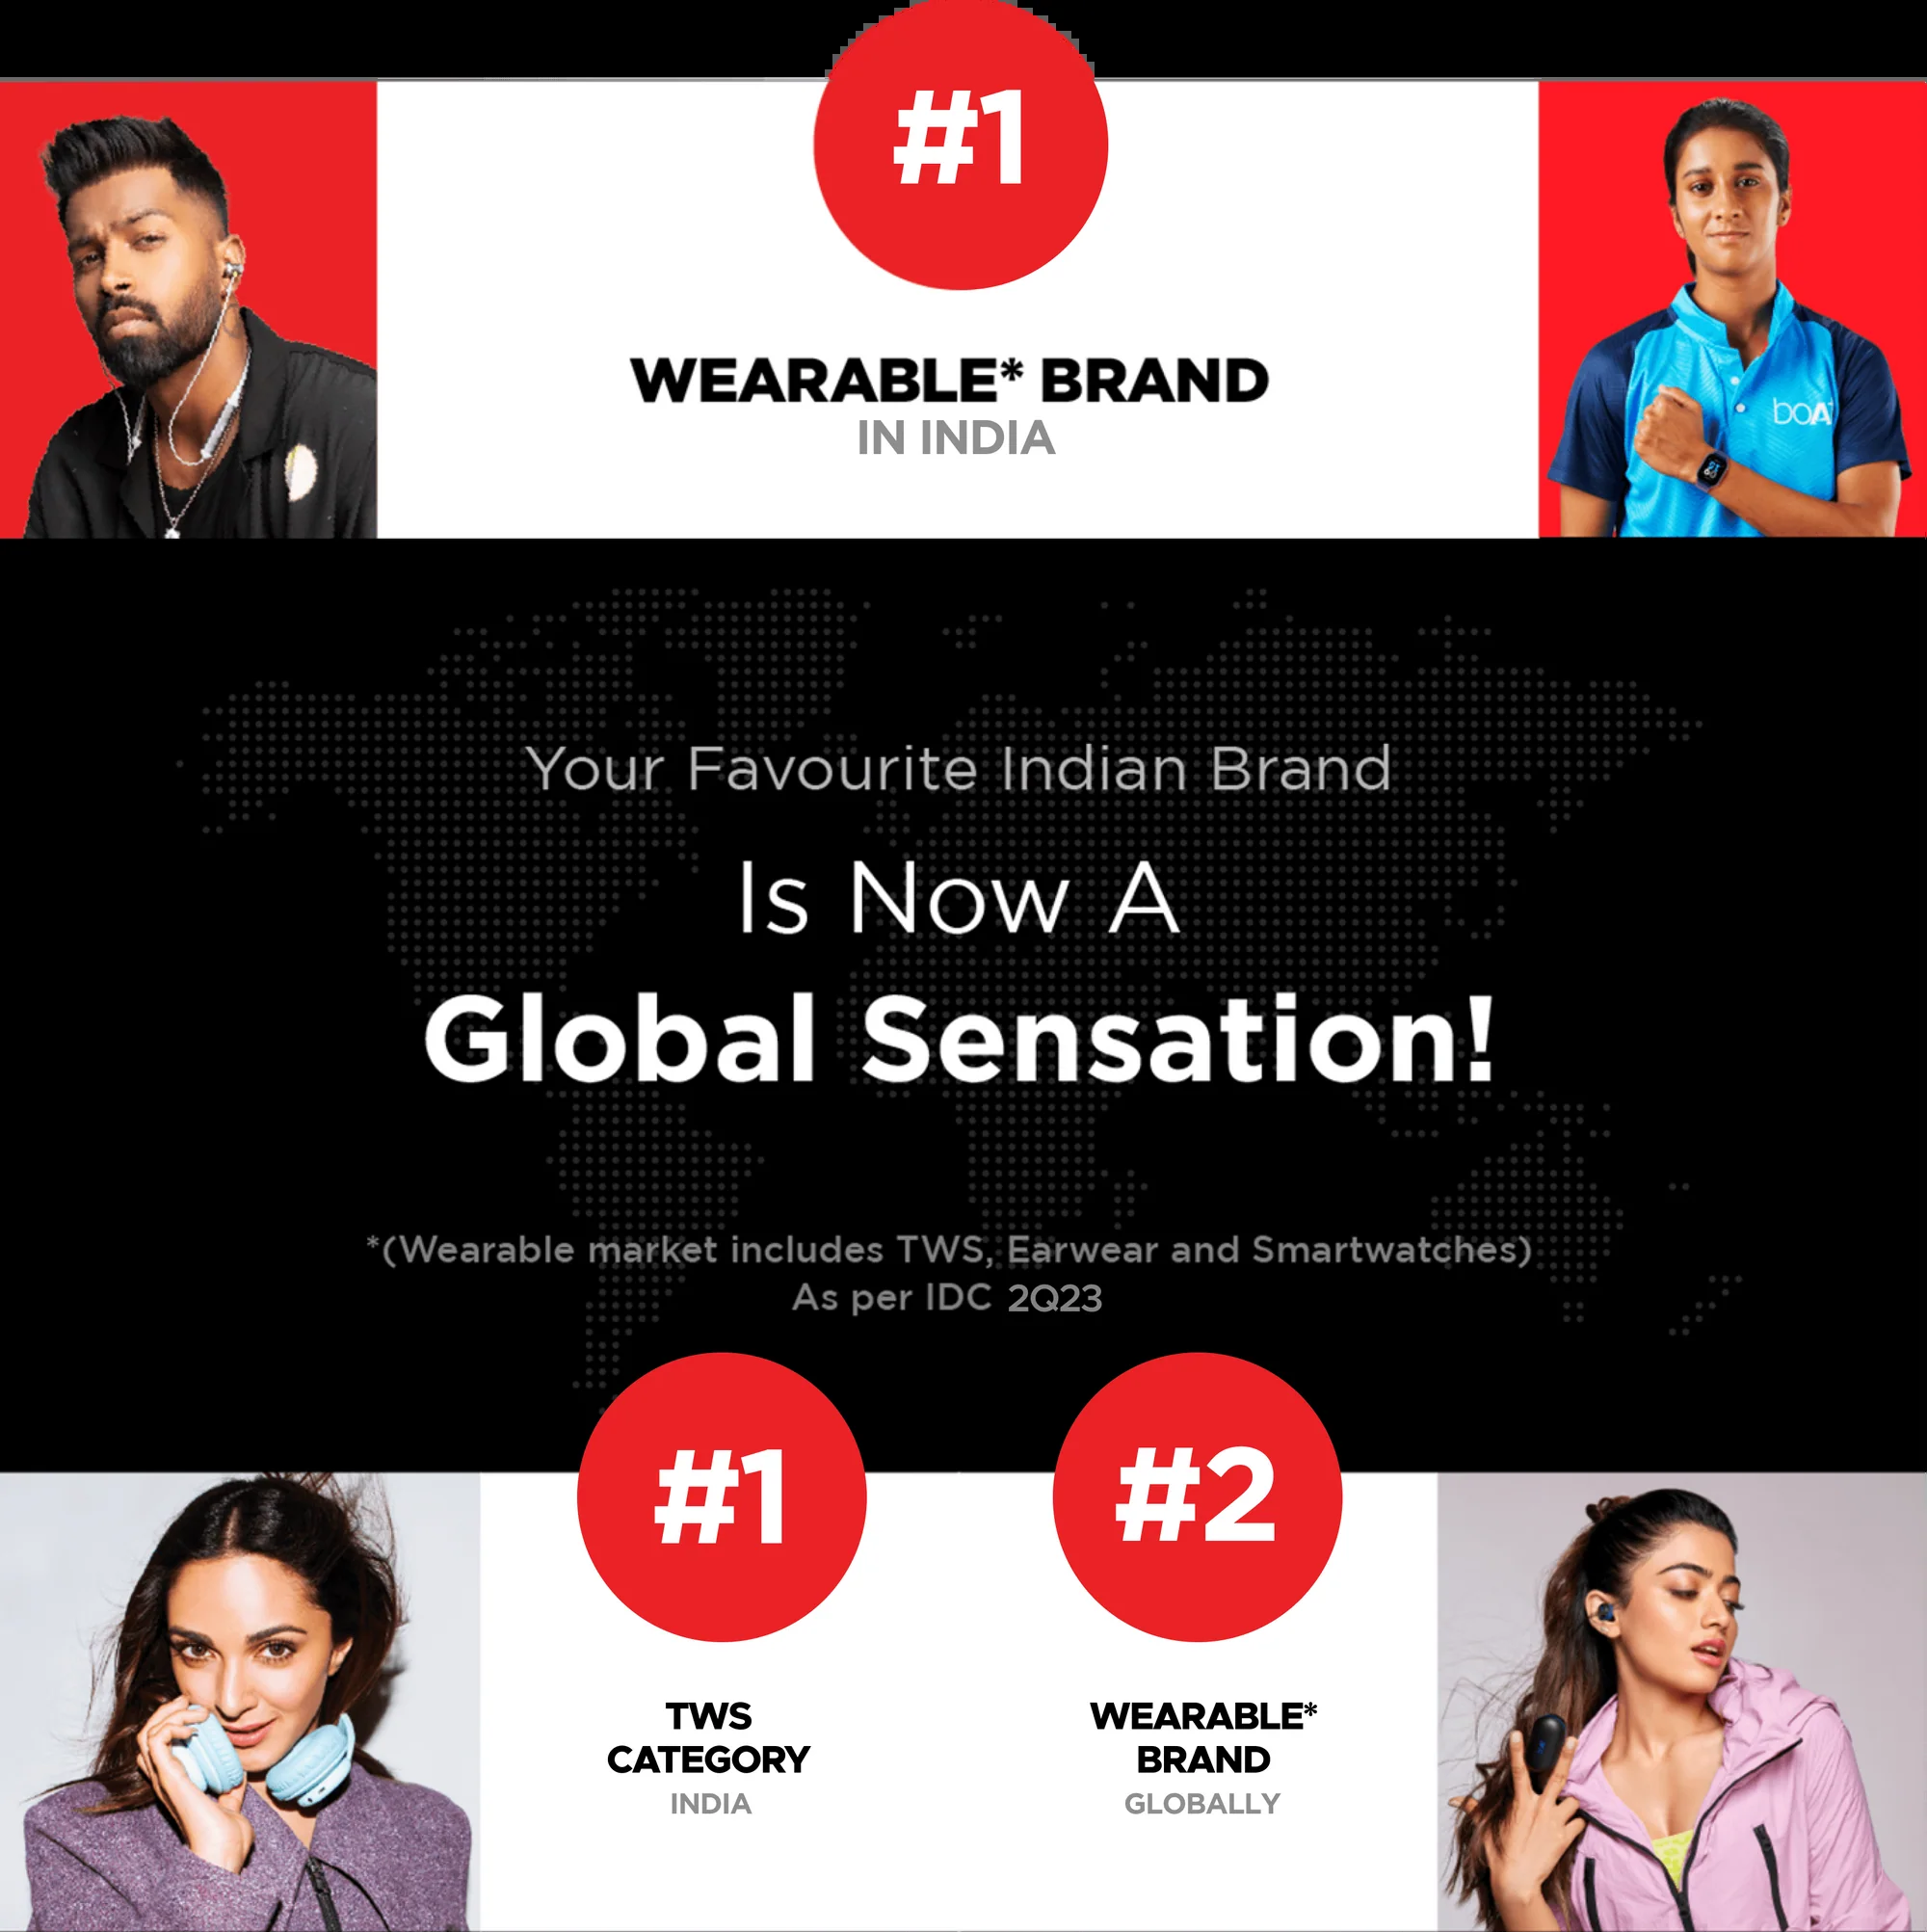 #1
WEARABLE* BRAND
IN INDIA
boAt
Your Favourite Indian Brand
Is Now A
Global Sensation!
*(Wearable market includes TWS, Earwear and Smartwatches)
As per IDC 2Q23
#1
#2
TWS
CATEGORY
INDIA
WEARABLE*
BRAND
GLOBALLY